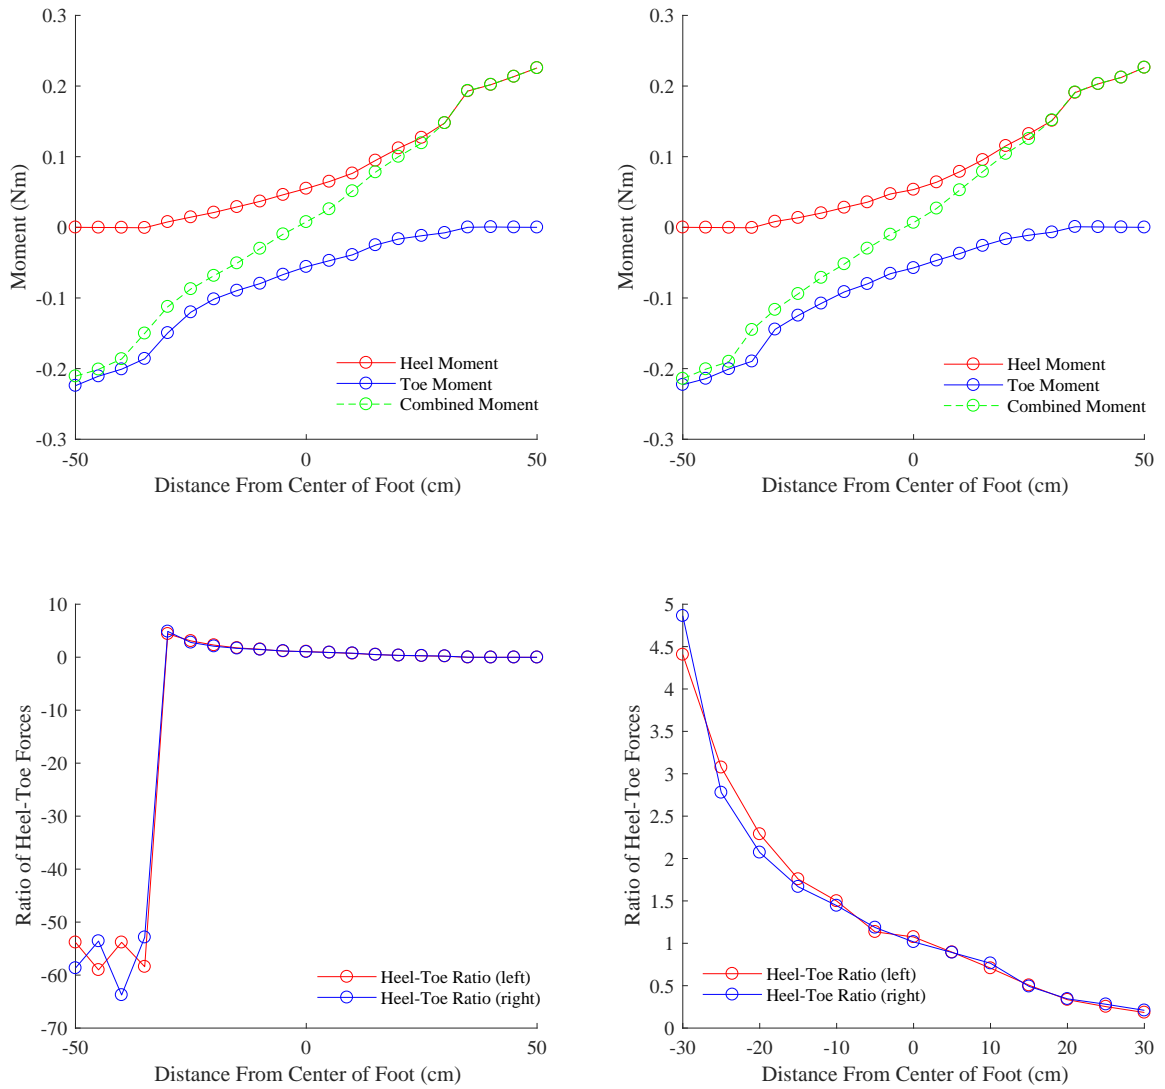 0.3
0.2
0.1
0
-0.1
-0.2
-0.3
Moment (Nm)
Heel Moment
Toe Moment
Combined Moment
-50
0
50
Distance From Center of Foot (cm)
0.3
0.2
0.1
0
-0.1
-0.2
-0.3
Moment (Nm)
Heel Moment
Toe Moment
Combined Moment
-50
0
50
Distance From Center of Foot (cm)
10
0
-10
-20
-30
-40
-50
-60
-70
Ratio of Heel-Toe Forces
Heel-Toe Ratio (left)
Heel-Toe Ratio (right)
-50
0
50
Distance From Center of Foot (cm)
5
4.5
4
3.5
3
2.5
2
1.5
1
0.5
0
Ratio of Heel-Toe Forces
Heel-Toe Ratio (left)
Heel-Toe Ratio (right)
-30
-20
-10
0
10
20
30
Distance From Center of Foot (cm)